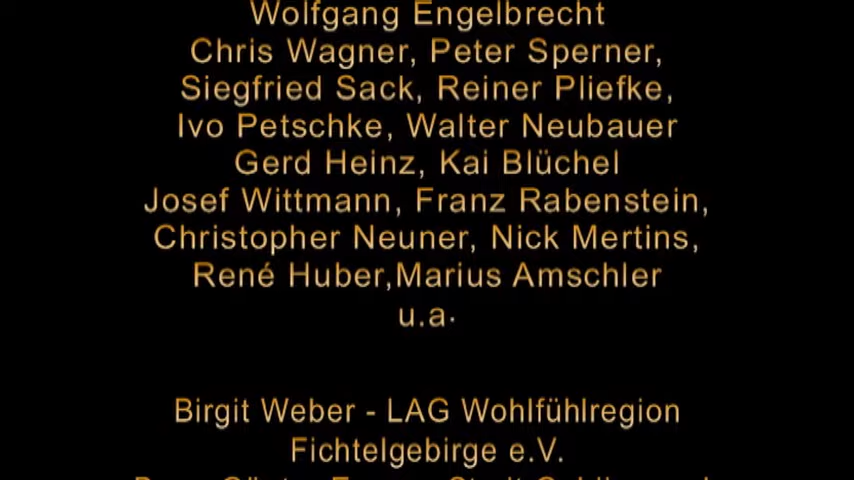 Wolfgang Engelbrecht
Chris Wagner, Peter Sperner,
Siegfried Sack, Reiner Pliefke,
Ivo Petschke, Walter Neubauer
Gerd Heinz, Kai Blüchel
Josef Wittmann, Franz Rabenstein,
Christopher Neuner, Nick Mertins,
René Huber,Marius Amschler
u.a.
Birgit Weber - LAG Wohlfühlregion
Fichtelgebirge e.V.